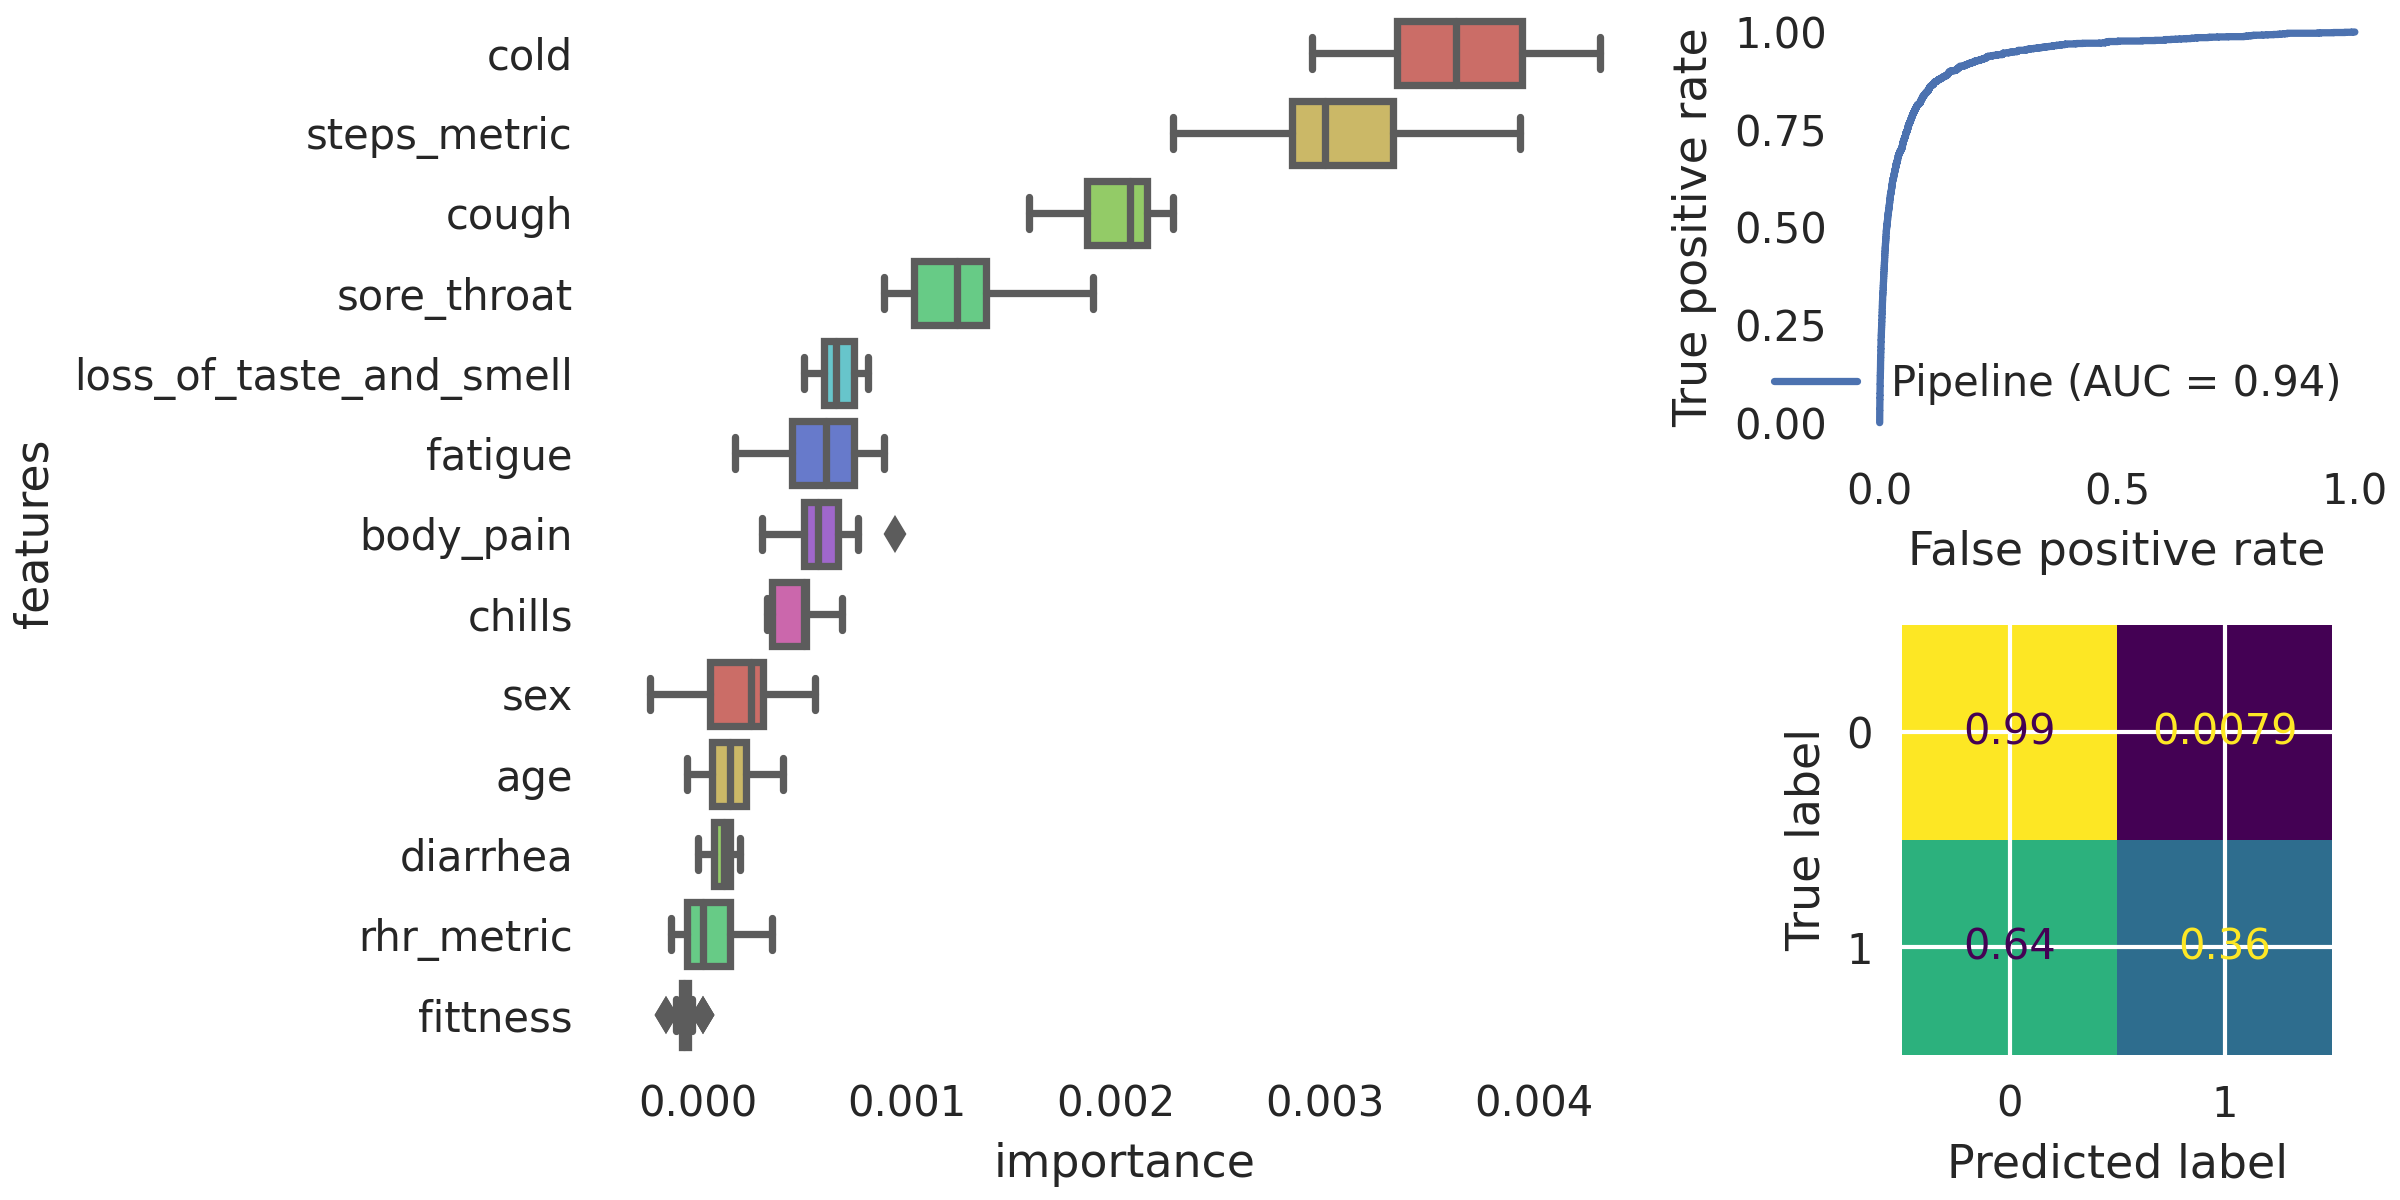 features
cold
steps_metric
cough
sore_throat
loss_of_taste_and_smell
fatigue
body_pain
chills
sex
age
diarrhea
rhr_metric
fittness
0.000 0.001 0.002 0.003 0.004
importance
True positive rate
1.00
0.75
0.50
0.25
0.00
Pipeline (AUC = 0.94)
0.0 0.5 1.0
False positive rate
True label
0
1
0.99 0.0079
0.64 0.36
0 1
Predicted label